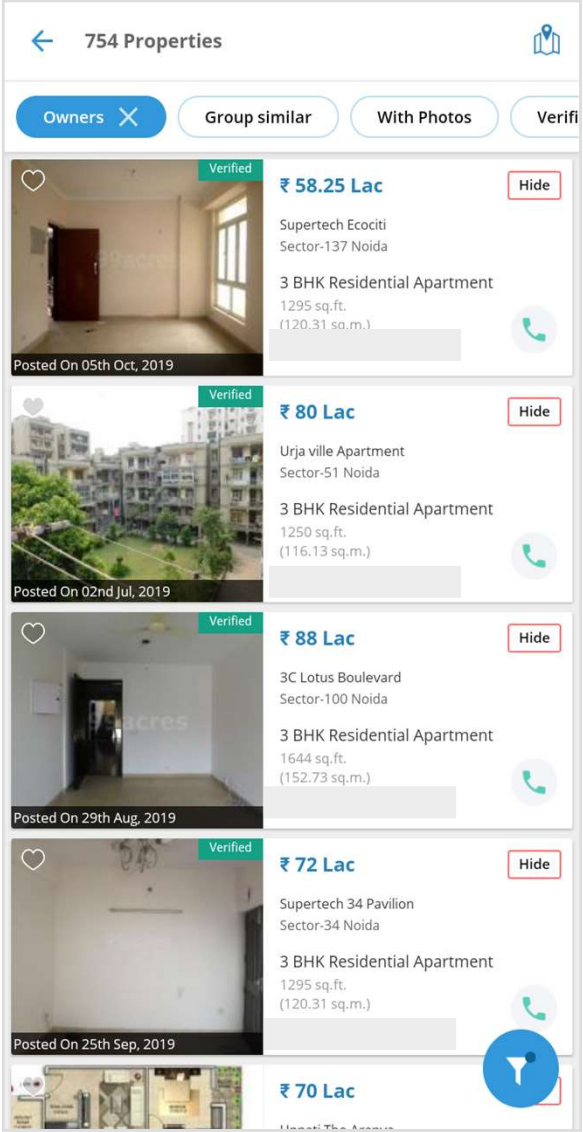 754 Properties
Owners
Group similar
With Photos
Verifi
Verified
₹ 58.25 Lac
Hide
Supertech Ecociti
Sector-137 Noida
99acres
3 BHK Residential Apartment
1295 sq.ft.
(120.31 sq.m.)
Posted On 05th Oct, 2019
Verified
₹ 80 Lac
Hide
Urja ville Apartment
Sector-51 Noida
3 BHK Residential Apartment
1250 sq.ft.
(116.13 sq.m.)
Posted On 02nd Jul, 2019
Verified
₹ 88 Lac
Hide
3C Lotus Boulevard
Sector-100 Noida
99acres
3 BHK Residential Apartment
1644 sq.ft.
(152.73 sq.m.)
Posted On 29th Aug, 2019
Verified
₹ 72 Lac
Hide
Supertech 34 Pavilion
Sector-34 Noida
3 BHK Residential Apartment
1295 sq.ft.
(120.31 sq.m.)
Posted On 25th Sep, 2019
₹ 70 Lac